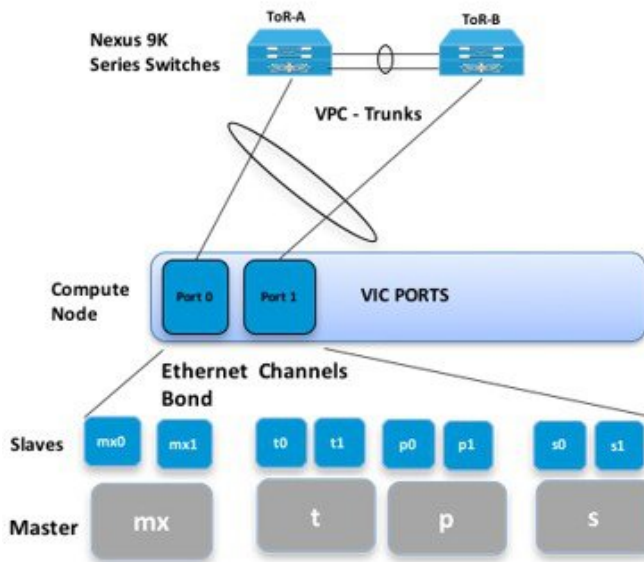 ToR-A
ToR-B
Nexus 9K
Series Switches
VPC - Trunks
Compute
Node
Port 0
Port 1
VIC PORTS
Ethernet Channels
Bond
Slaves
mx0
mx1
t0
t1
p0
p1
s0
s1
Master
mx
t
p
s